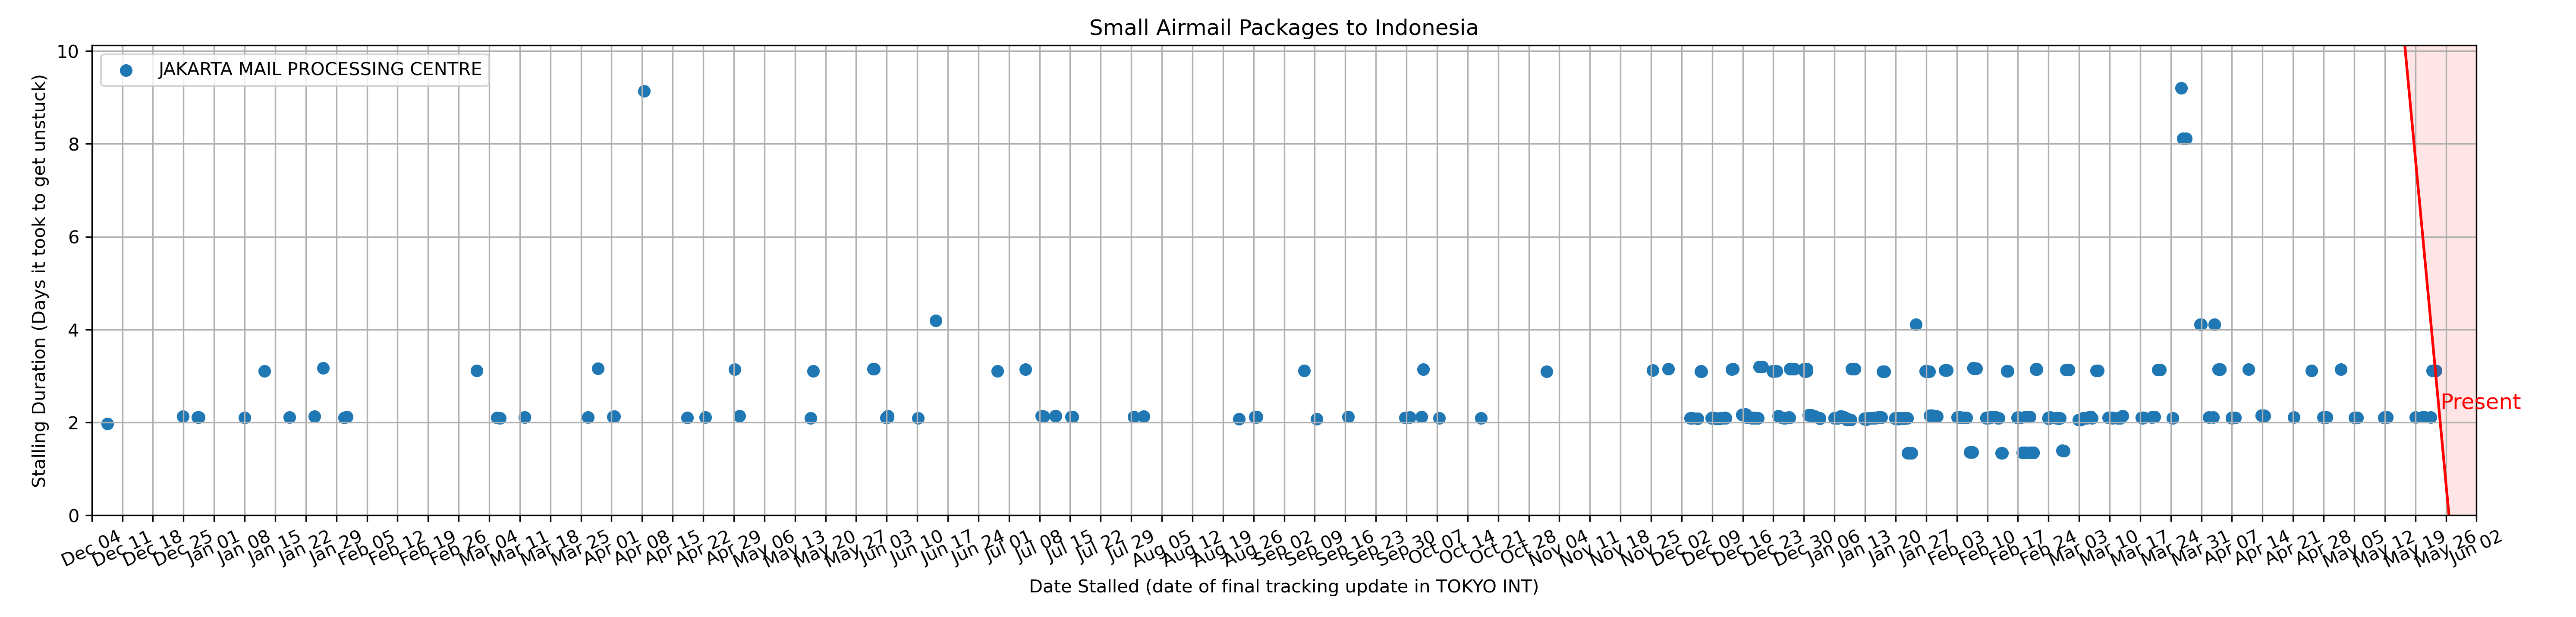 Small Airmail Packages to Indonesia
JAKARTA MAIL PROCESSING CENTRE
Stalling Duration (Days it took to get unstuck)
10
8
6
4
2
0
Present
Dec 04 Dec 11 Dec 18 Dec 25 Jan 01 Jan 08 Jan 15 Jan 22 Jan 29 Feb 05 Feb 12 Feb 19 Feb 26 Mar 04 Mar 11 Mar 18 Mar 25 Apr 01 Apr 08 Apr 15 Apr 22 Apr 29 May 06 May 13 May 20 May 27 Jun 03 Jun 10 Jun 17 Jun 24 Jul 01 Jul 08 Jul 15 Jul 22 Jul 29 Aug 05 Aug 12 Aug 19 Aug 26 Sep 02 Sep 09 Sep 16 Sep 23 Sep 30 Oct 07 Oct 14 Oct 21 Oct 28 Nov 04 Nov 11 Nov 18 Nov 25 Dec 02 Dec 09 Dec 16 Dec 23 Dec 30 Jan 06 Jan 13 Jan 20 Jan 27 Feb 03 Feb 10 Feb 17 Feb 24 Mar 03 Mar 10 Mar 17 Mar 24 Mar 31 Apr 07 Apr 14 Apr 21 Apr 28 May 05 May 12 May 19 May 26 Jun 02
Date Stalled (date of final tracking update in TOKYO INT)